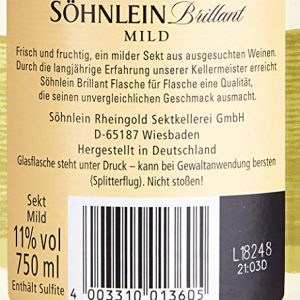 SÖHNLEIN Brillant
MILD
Frisch und fruchtig, ein milder Sekt aus ausgesuchten Weinen.
Durch die langjährige Erfahrung unserer Kellermeister erreicht
Söhnlein Brillant Flasche für Flasche eine Qualität,
die seinen unvergleichlichen Geschmack ausmacht.
Söhnlein Rheingold Sektkellerei GmbH
D-65187 Wiesbaden
Hergestellt in Deutschland
Glasflasche steht unter Druck – kann bei Gewaltanwendung bersten
(Splitterflug). Nicht stoßen!
Sekt
Mild
11% vol
750 ml
Enthält Sulfite
4 003310 013605
L18248
21:03D